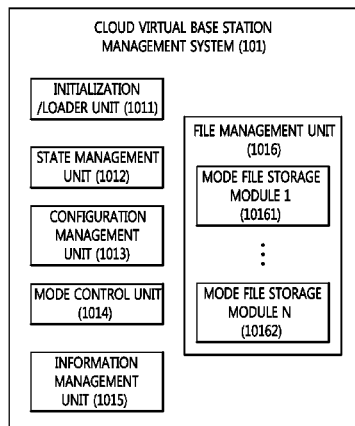 CLOUD VIRTUAL BASE STATION
MANAGEMENT SYSTEM (101)
INITIALIZATION
/LOADER UNIT (1011)
STATE MANAGEMENT
UNIT (1012)
CONFIGURATION
MANAGEMENT
UNIT (1013)
MODE CONTROL UNIT
(1014)
INFORMATION
MANAGEMENT
UNIT (1015)
FILE MANAGEMENT UNIT
(1016)
MODE FILE STORAGE
MODULE 1
(10161)
MODE FILE STORAGE
MODULE N
(10162)